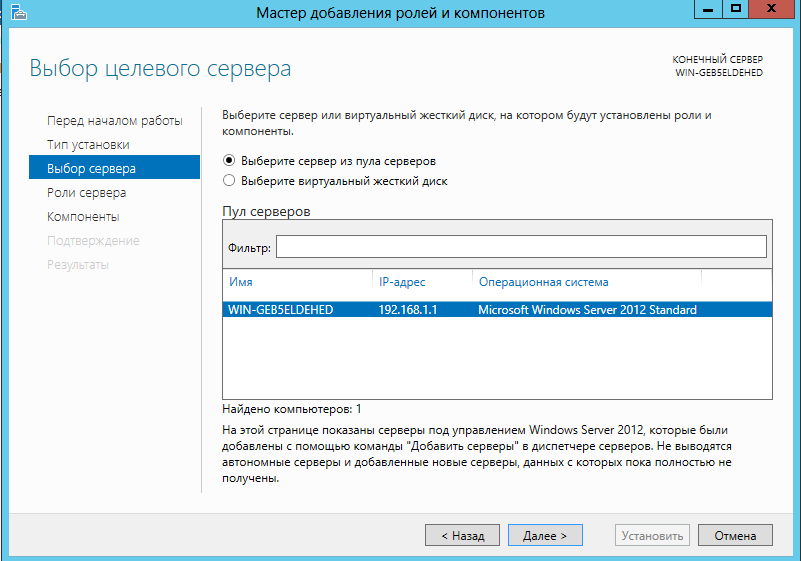 Мастер добавления ролей и компонентов
Выбор целевого сервера
КОНЕЧНЫЙ СЕРВЕР
WIN-GEB5ELDEHED
Перед началом работы
Тип установки
Выбор сервера
Роли сервера
Компоненты
Подтверждение
Результаты
Выберите сервер или виртуальный жесткий диск, на котором будут установлены роли и
компоненты.
Выберите сервер из пула серверов
Выберите виртуальный жесткий диск
Пул серверов
Фильтр:
Имя IP-адрес Операционная система
WIN-GEB5ELDEHED 192.168.1.1 Microsoft Windows Server 2012 Standard
Найдено компьютеров: 1
На этой странице показаны серверы под управлением Windows Server 2012, которые были
добавлены с помощью команды "Добавить серверы" в диспетчере серверов. Не выводятся
автономные серверы и добавленные новые серверы, данных с которых пока полностью не
получены.
< Назад Далее > Установить Отмена